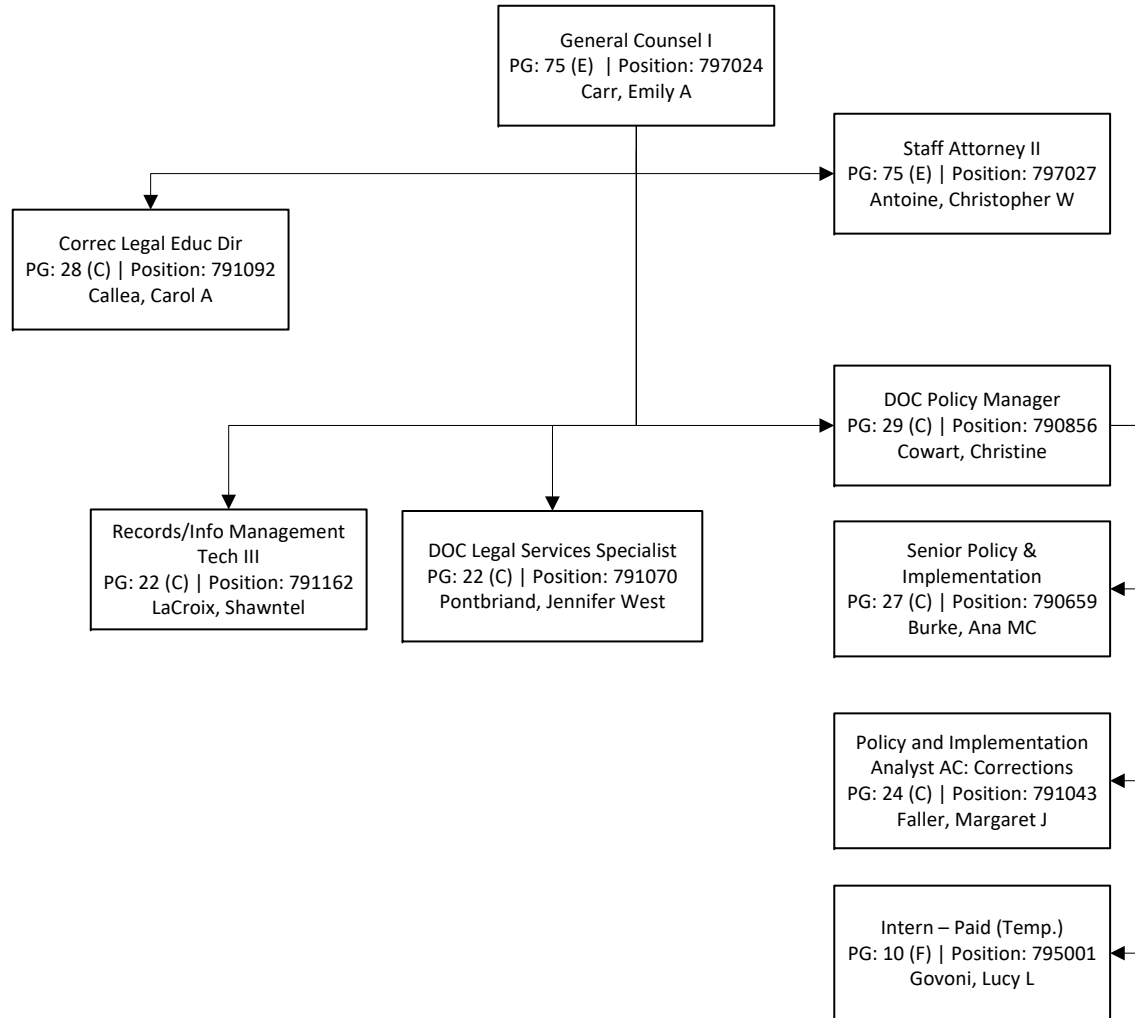 General Counsel I
PG: 75 (E)  | Position: 797024
Carr, Emily A
Staff Attorney II
PG: 75 (E) | Position: 797027
Antoine, Christopher W
Correc Legal Educ Dir
PG: 28 (C) | Position: 791092
Callea, Carol A
DOC Policy Manager
PG: 29 (C) | Position: 790856
Cowart, Christine
Records/Info Management
Tech III
PG: 22 (C) | Position: 791162
LaCroix, Shawntel
DOC Legal Services Specialist
PG: 22 (C) | Position: 791070
Pontbriand, Jennifer West
Senior Policy &
Implementation
PG: 27 (C) | Position: 790659
Burke, Ana MC
Policy and Implementation
Analyst AC: Corrections
PG: 24 (C) | Position: 791043
Faller, Margaret J
Intern – Paid (Temp.)
PG: 10 (F) | Position: 795001
Govoni, Lucy L